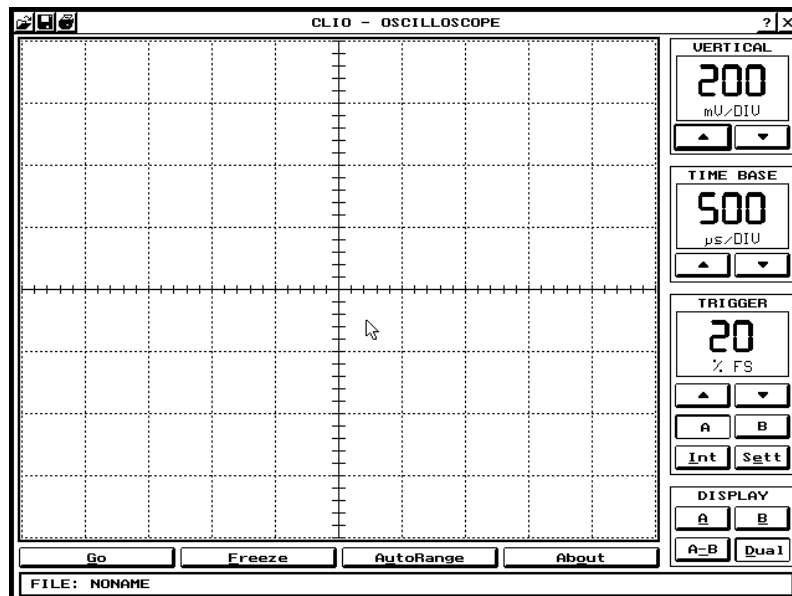 CLIO - OSCILLOSCOPE
? X
VERTICAL
200
mV/DIV
TIME BASE
500
µs/DIV
TRIGGER
20
% FS
A B
Int Sett
DISPLAY
A B
A-B Dual
Go Freeze AutoRange About
FILE: NONAME